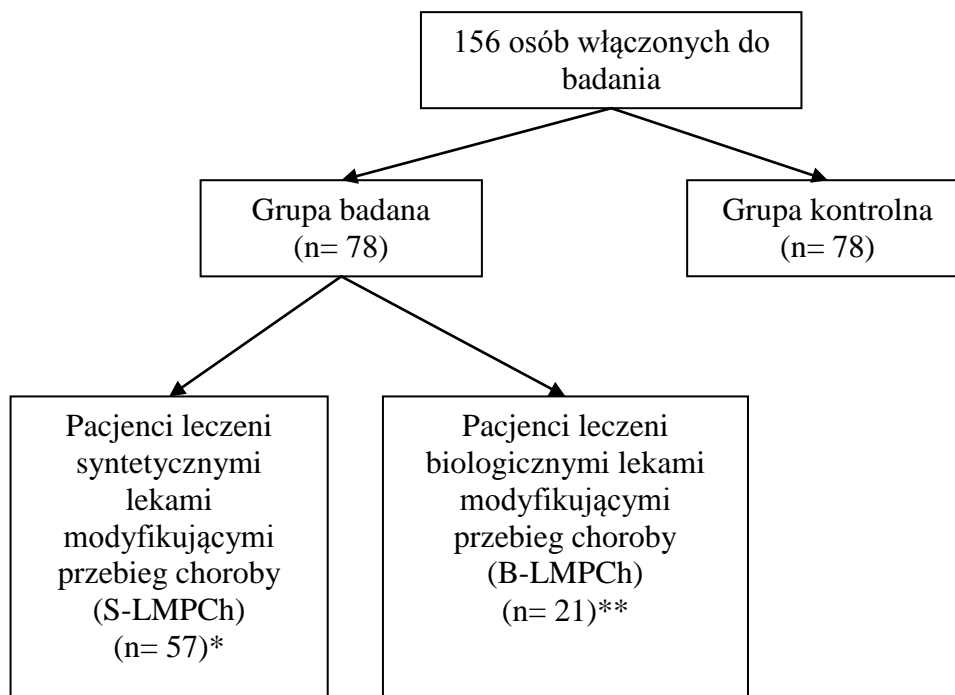 156 osób włączonych do
badania
Grupa badana
(n= 78)
Grupa kontrolna
(n= 78)
Pacjenci leczeni
syntetycznymi
lekami
modyfikującymi
przebieg choroby
(S-LMPCh)
(n= 57)*
Pacjenci leczeni
biologicznymi lekami
modyfikującymi
przebieg choroby
(B-LMPCh)
(n= 21)**